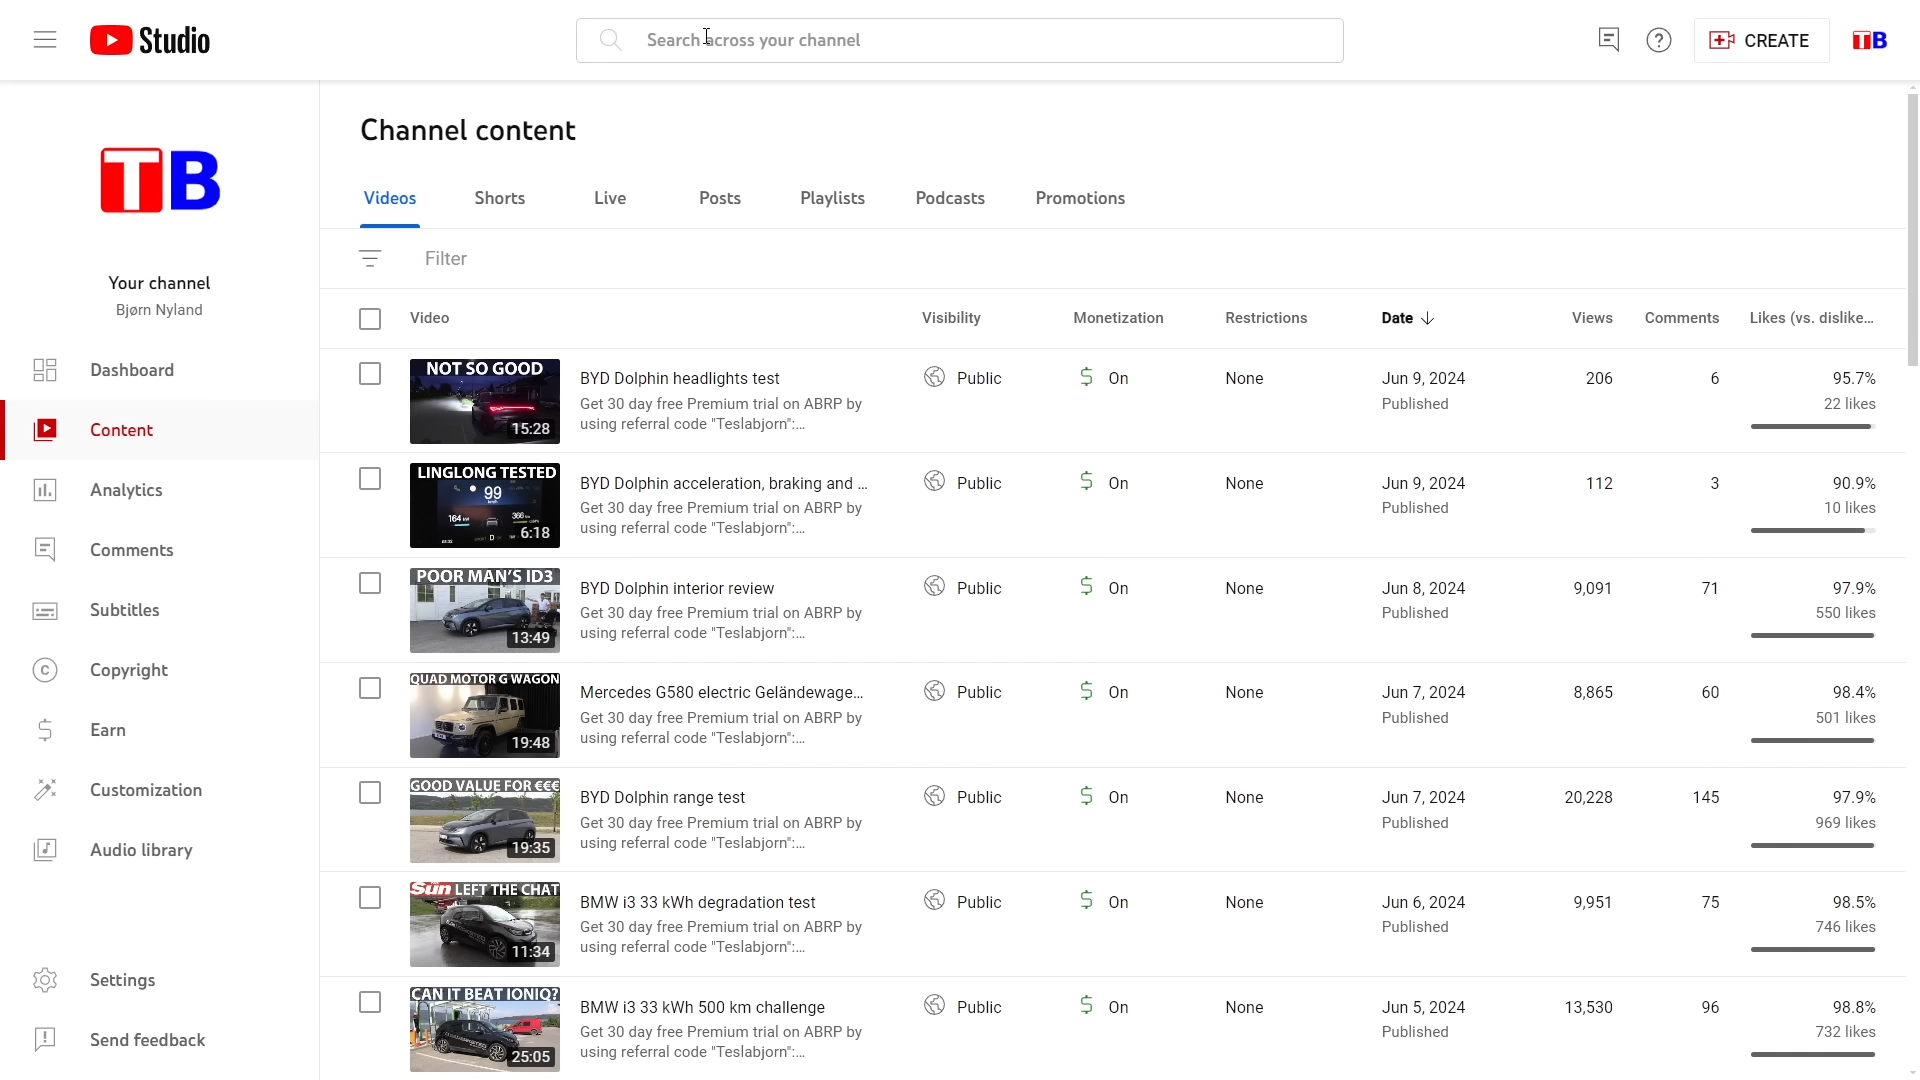 Studio
Search across your channel
CREATE
TB
TB
Your channel
Bjørn Nyland
Dashboard
Content
Analytics
Comments
Subtitles
Copyright
Earn
Customization
Audio library
Settings
Send feedback
Channel content
Videos Shorts Live Posts Playlists Podcasts Promotions
Filter
Video Visibility Monetization Restrictions Date Views Comments Likes (vs. dislike...
NOT SO GOOD
15:28
BYD Dolphin headlights test Public On None Jun 9, 2024 206 6 95.7%
Get 30 day free Premium trial on ABRP by Published 22 likes
using referral code "Teslabjorn":...
LINGLONG TESTED
99
164
366
6:18
BYD Dolphin acceleration, braking and ... Public On None Jun 9, 2024 112 3 90.9%
Get 30 day free Premium trial on ABRP by Published 10 likes
using referral code "Teslabjorn":...
POOR MAN'S ID3
13:49
BYD Dolphin interior review Public On None Jun 8, 2024 9,091 71 97.9%
Get 30 day free Premium trial on ABRP by Published 550 likes
using referral code "Teslabjorn":...
QUAD MOTOR G WAGON
19:48
Mercedes G580 electric Geländewage... Public On None Jun 7, 2024 8,865 60 98.4%
Get 30 day free Premium trial on ABRP by Published 501 likes
using referral code "Teslabjorn":...
GOOD VALUE FOR €€€
19:35
BYD Dolphin range test Public On None Jun 7, 2024 20,228 145 97.9%
Get 30 day free Premium trial on ABRP by Published 969 likes
using referral code "Teslabjorn":...
Sun LEFT THE CHAT
11:34
BMW i3 33 kWh degradation test Public On None Jun 6, 2024 9,951 75 98.5%
Get 30 day free Premium trial on ABRP by Published 746 likes
using referral code "Teslabjorn":...
CAN IT BEAT IONIQ?
25:05
BMW i3 33 kWh 500 km challenge Public On None Jun 5, 2024 13,530 96 98.8%
Get 30 day free Premium trial on ABRP by Published 732 likes
using referral code "Teslabjorn":...